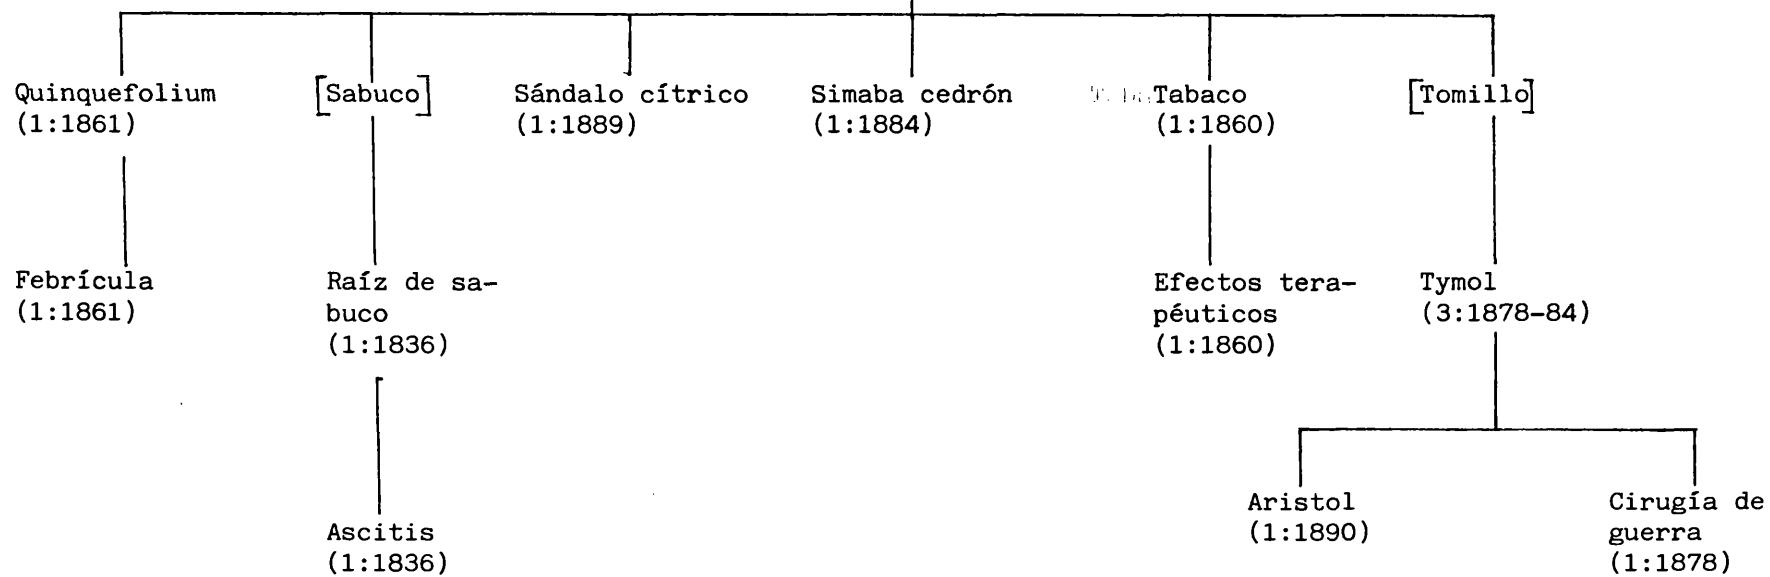 Quinquefolium
(1:1861)
[Sabuco]
Sándalo cítrico
(1:1889)
Simaba cedrón
(1:1884)
Tabaco
(1:1860)
[Tomillo]
Febrícula
(1:1861)
Raíz de sa-
buco
(1:1836)
Efectos tera-
péuticos
(1:1860)
Tymol
(3:1878-84)
Ascitis
(1:1836)
Aristol
(1:1890)
Cirugía de
guerra
(1:1878)